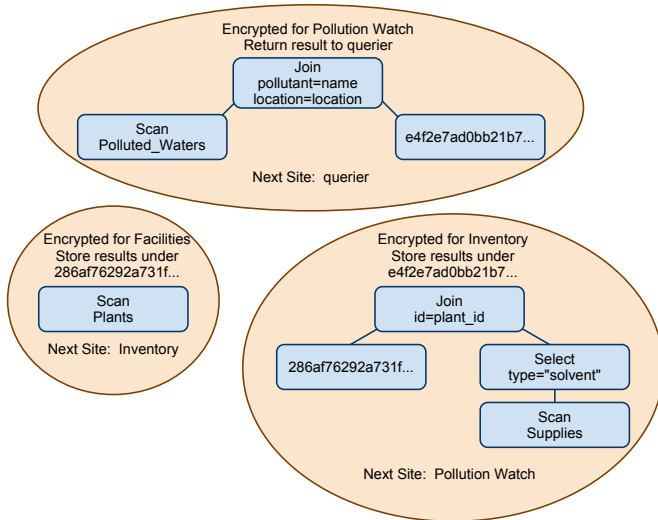 Encrypted for Pollution Watch
Return result to querier
Join
pollutant=name
location=location
Scan
Polluted_Waters
e4f2e7ad0bb21b7...
Next Site: querier
Encrypted for Facilities
Store results under
286af76292a731f...
Scan
Plants
Next Site: Inventory
Encrypted for Inventory
Store results under
e4f2e7ad0bb21b7...
Join
id=plant_id
286af76292a731f...
Select
type="solvent"
Scan
Supplies
Next Site: Pollution Watch